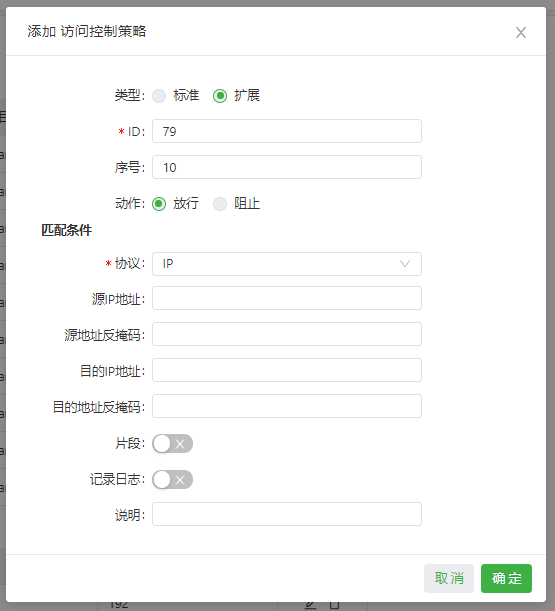 添加 访问控制策略
类型: 标准 扩展
* ID: 79
序号: 10
动作: 放行 阻止
匹配条件
* 协议: IP
源IP地址:
源地址反掩码:
目的IP地址:
目的地址反掩码:
片段:
记录日志:
说明:
取消 确定
192